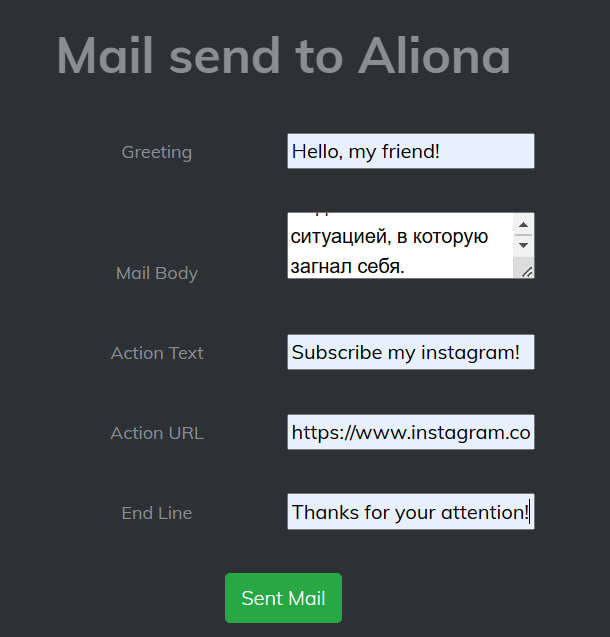 Mail send to Aliona
Greeting
Hello, my friend!
Mail Body
ситуацией, в которую
загнал себя.
Action Text
Subscribe my instagram!
Action URL
https://www.instagram.co
End Line
Thanks for your attention!
Sent Mail